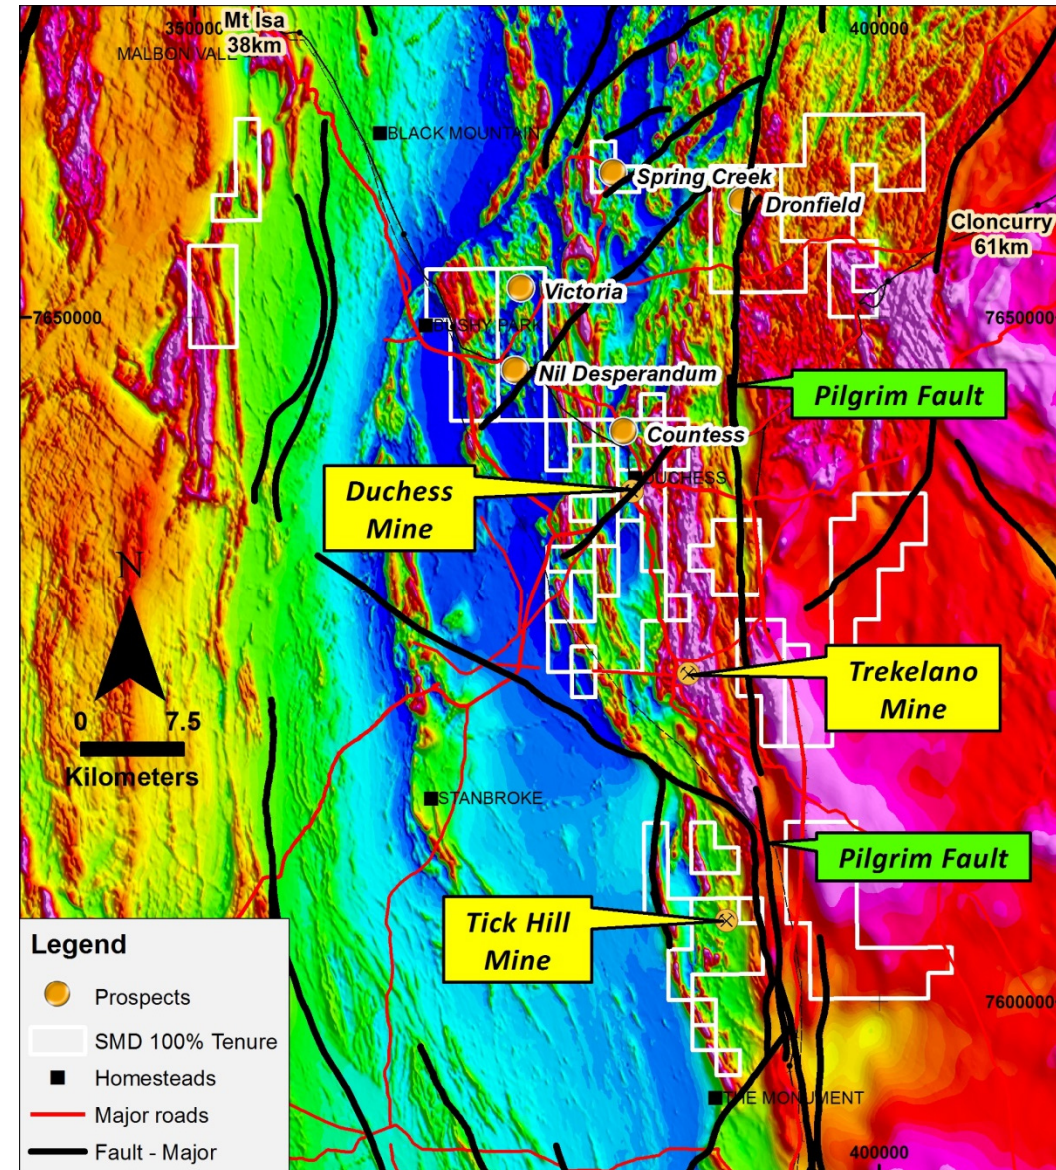 350000
400000
Mt Isa
38km
MALBON VALE
BLACK MOUNTAIN
Spring Creek
Dronfield
Cloncurry
61km
Victoria
7650000
7650000
BUSHY PARK
Nil Desperandum
Pilgrim Fault
Countess
DUCHESS
Duchess
Mine
N
0 7.5
Kilometers
Trekelano
Mine
STANBROKE
Pilgrim Fault
Tick Hill
Mine
7600000
THE MONUMENT
400000
Legend
Prospects
SMD 100% Tenure
Homesteads
Major roads
Fault - Major